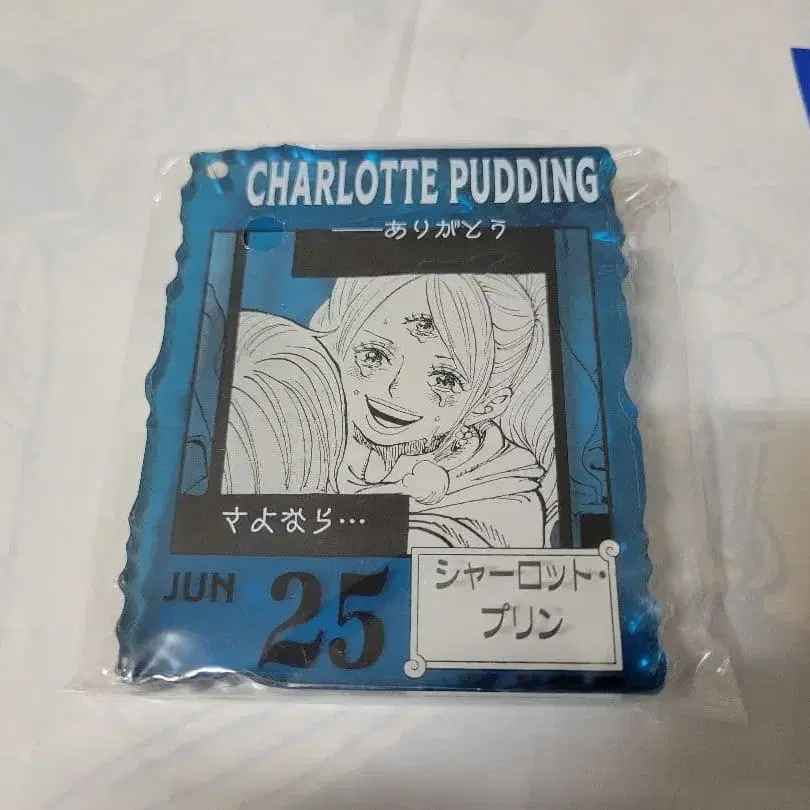 CHARLOTTE PUDDING
——ありがとう
さよなら…
JUN 25
シャーロット・
プリン